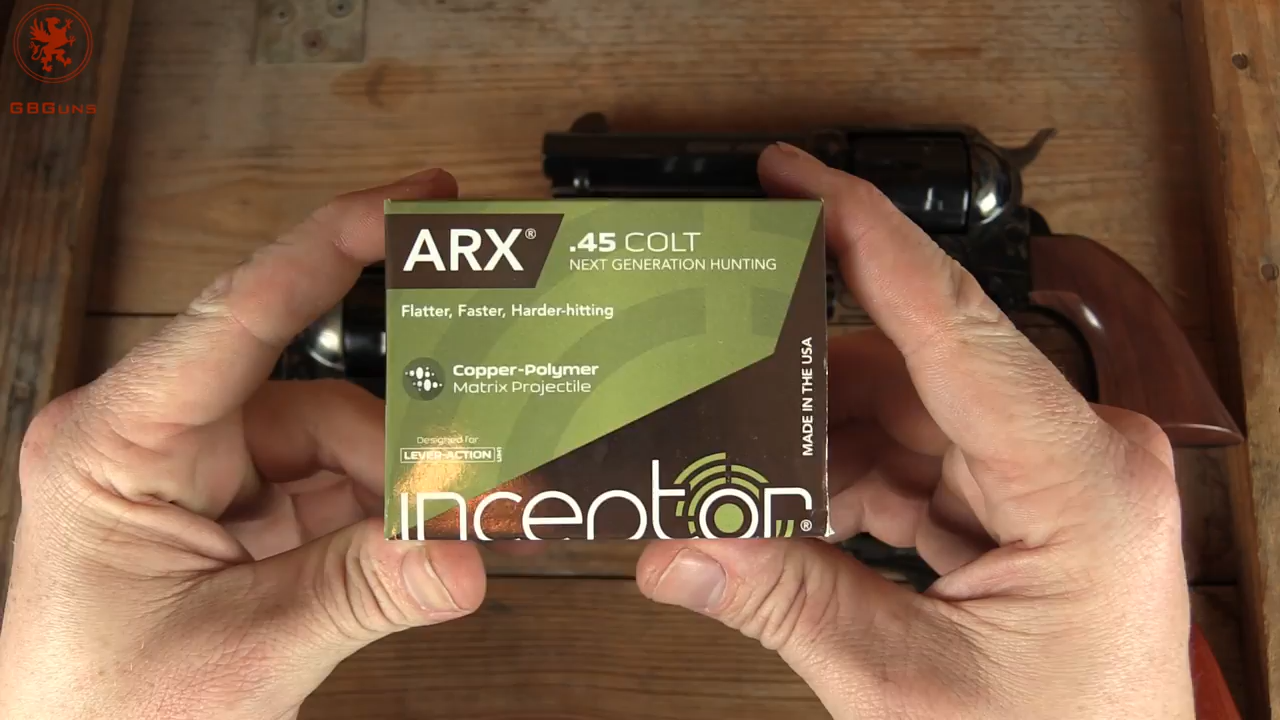 GBGuns
ARX®
.45 COLT
NEXT GENERATION HUNTING
Flatter, Faster, Harder-hitting
Copper-Polymer
Matrix Projectile
Designed for
LEVER-ACTION
MADE IN THE USA
inceptor®